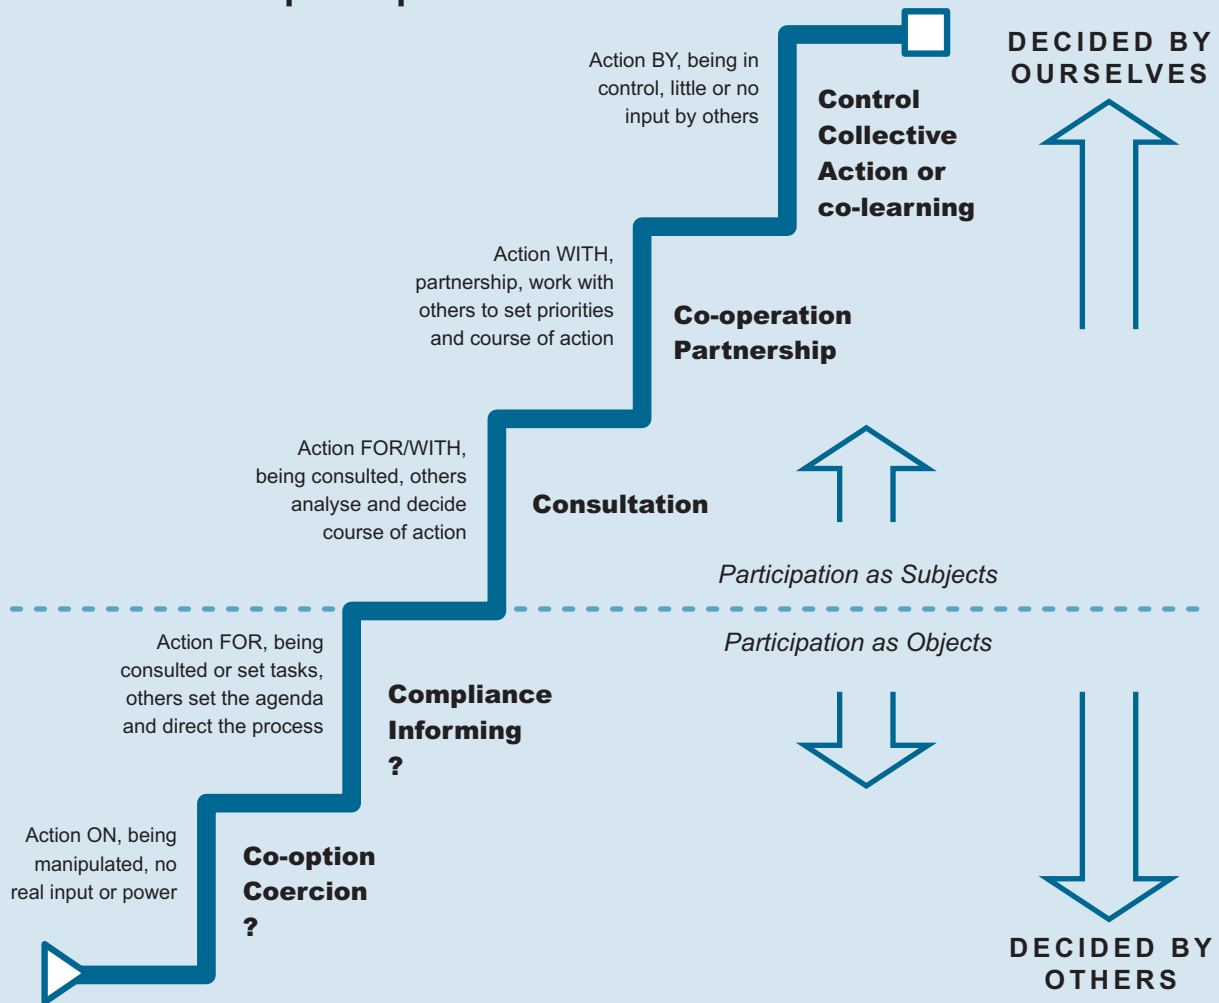 DECIDED BY
OURSELVES
Action BY, being in
control, little or no
input by others
Control
Collective
Action or
co-learning
Action WITH,
partnership, work with
others to set priorities
and course of action
Co-operation
Partnership
Action FOR/WITH,
being consulted, others
analyse and decide
course of action
Consultation
Participation as Subjects
Participation as Objects
Action FOR, being
consulted or set tasks,
others set the agenda
and direct the process
Compliance
Informing
?
Action ON, being
manipulated, no
real input or power
Co-option
Coercion
?
DECIDED BY
OTHERS